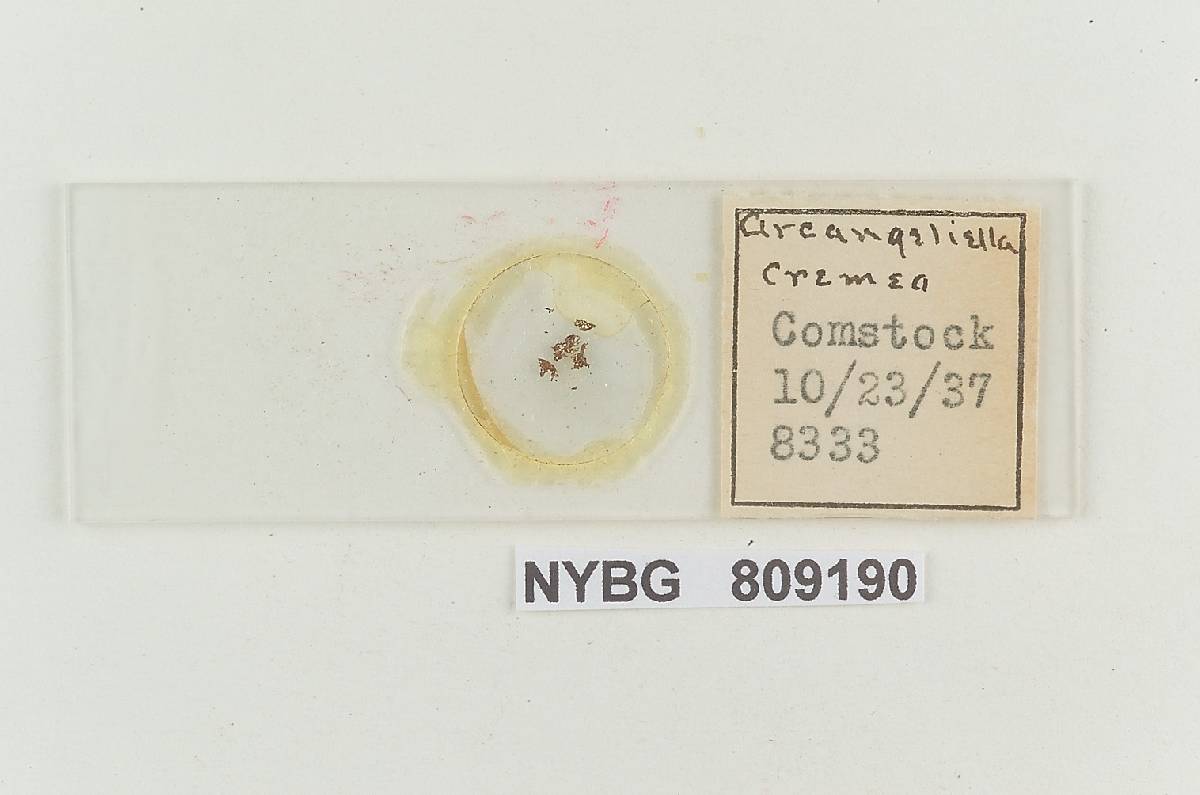 Arcangeliella
Cremea
Comstock
10/23/37
8333
NYBG 809190